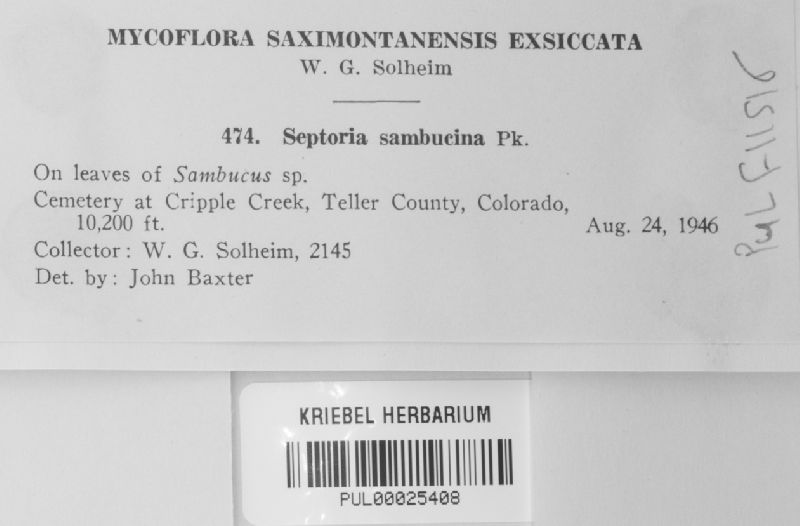 MYCOFLORA SAXIMONTANENSIS EXSICCATA
W. G. Solheim
474. Septoria sambucina Pk.
On leaves of Sambucus sp.
Cemetery at Cripple Creek, Teller County, Colorado,
10,200 ft. Aug. 24, 1946
Collector: W. G. Solheim, 2145
Det. by: John Baxter
PUL F11516
KRIEBEL HERBARIUM
PUL00025408